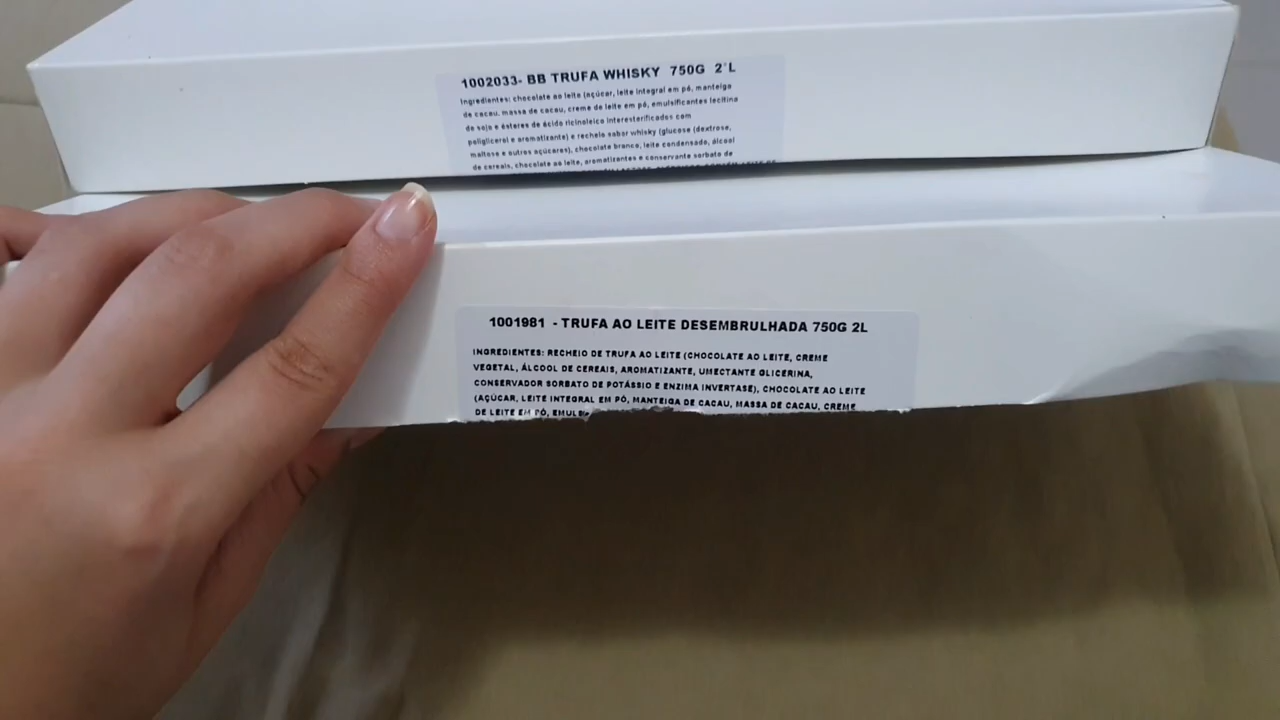 1002033- BB TRUFA WHISKY 750G 2°L
Ingredientes: chocolate ao leite (açúcar, leite integral em pó, manteiga
de cacau, massa de cacau, creme de leite em pó, emulsificantes lecitina
de soja e ésteres de ácido ricinoleico interesterificados com
poliglicerol e aromatizante) e recheio sabor whisky (glucose (dextrose,
maltose e outros açúcares), chocolate branco, leite condensado, álcool
de cereais, chocolate ao leite, aromatizantes e conservante sorbato de
1001981 - TRUFA AO LEITE DESEMBRULHADA 750G 2L
INGREDIENTES: RECHEIO DE TRUFA AO LEITE (CHOCOLATE AO LEITE, CREME
VEGETAL, ÁLCOOL DE CEREAIS, AROMATIZANTE, UMECTANTE GLICERINA,
CONSERVADOR SORBATO DE POTÁSSIO E ENZIMA INVERTASE), CHOCOLATE AO LEITE
(AÇÚCAR, LEITE INTEGRAL EM PÓ, MANTEIGA DE CACAU, MASSA DE CACAU, CREME
DE LEITE EM PÓ,